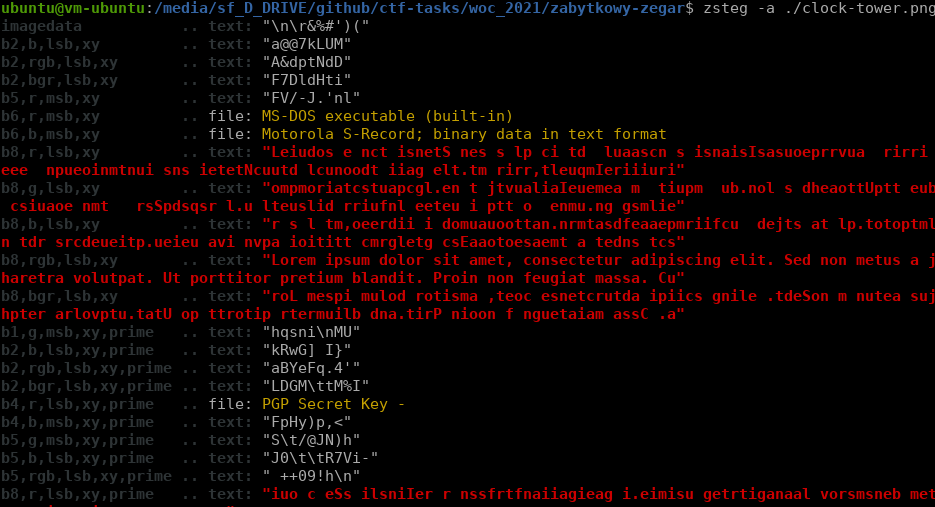 ubuntu@vm-ubuntu:/media/sf_D_DRIVE/github/ctf-tasks/woc_2021/zabytkowy-zegar$ zsteg -a ./clock-tower.png
imagedata           .. text: "\n\r&%#')("
b2,b,lsb,xy         .. text: "a@@7kLUM"
b2,rgb,lsb,xy       .. text: "A&dptNdD"
b2,bgr,lsb,xy       .. text: "F7DldHti"
b5,r,msb,xy         .. text: "FV/-J.'nl"
b6,r,msb,xy         .. file: MS-DOS executable (built-in)
b6,b,msb,xy         .. file: Motorola S-Record; binary data in text format
b8,r,lsb,xy         .. text: "Leiudos e nct isnetS nes s lp ci td  luaascn s isnaisIsasuoeprrvua  rirri
eee  npueoinmtnui sns ietetNcuutd lcunoodt iiag elt.tm rirr,tleuqmIeriiiuri"
b8,g,lsb,xy         .. text: "ompmoriatcstuapcgl.en t jtvualiaIeuemea m  tiupm  ub.nol s dheaottUptt eub
 csiuaoe nmt   rsSpdsqsr l.u lteuslid rriufnl eeteu i ptt o  enmu.ng gsmlie"
b8,b,lsb,xy         .. text: "r s l tm,oeerdii i domuauoottan.nrmtasdfeaaepmriifcu  dejts at lp.totoptml
n tdr srcdeueitp.ueieu avi nvpa ioititt cmrgletg csEaaotoesaemt a tedns tcs"
b8,rgb,lsb,xy       .. text: "Lorem ipsum dolor sit amet, consectetur adipiscing elit. Sed non metus a j
haretra volutpat. Ut porttitor pretium blandit. Proin non feugiat massa. Cu"
b8,bgr,lsb,xy       .. text: "roL mespi mulod rotisma ,teoc esnetcrutda ipiics gnile .tdeSon m nutea suj
hpter arlovptu.tatU op ttrotip rtermuilb dna.tirP nioon f nguetaiam assC .a"
b1,g,msb,xy,prime   .. text: "hqsni\nMU"
b2,b,lsb,xy,prime   .. text: "kRwG] I}"
b2,rgb,lsb,xy,prime .. text: "aBYeFq.4'"
b2,bgr,lsb,xy,prime .. text: "LDGM\ttM%I"
b4,r,lsb,xy,prime   .. file: PGP Secret Key -
b4,b,msb,xy,prime   .. text: "FpHy)p,<"
b5,g,msb,xy,prime   .. text: "S\t/@JN)h"
b5,b,lsb,xy,prime   .. text: "J0\t\tR7Vi-"
b5,rgb,lsb,xy,prime .. text: " ++09!h\n"
b8,r,lsb,xy,prime   .. text: "iuo c eSs ilsniIer r nssfrtfnaiiagieag i.eimisu getrtiganaal vorsmsneb met